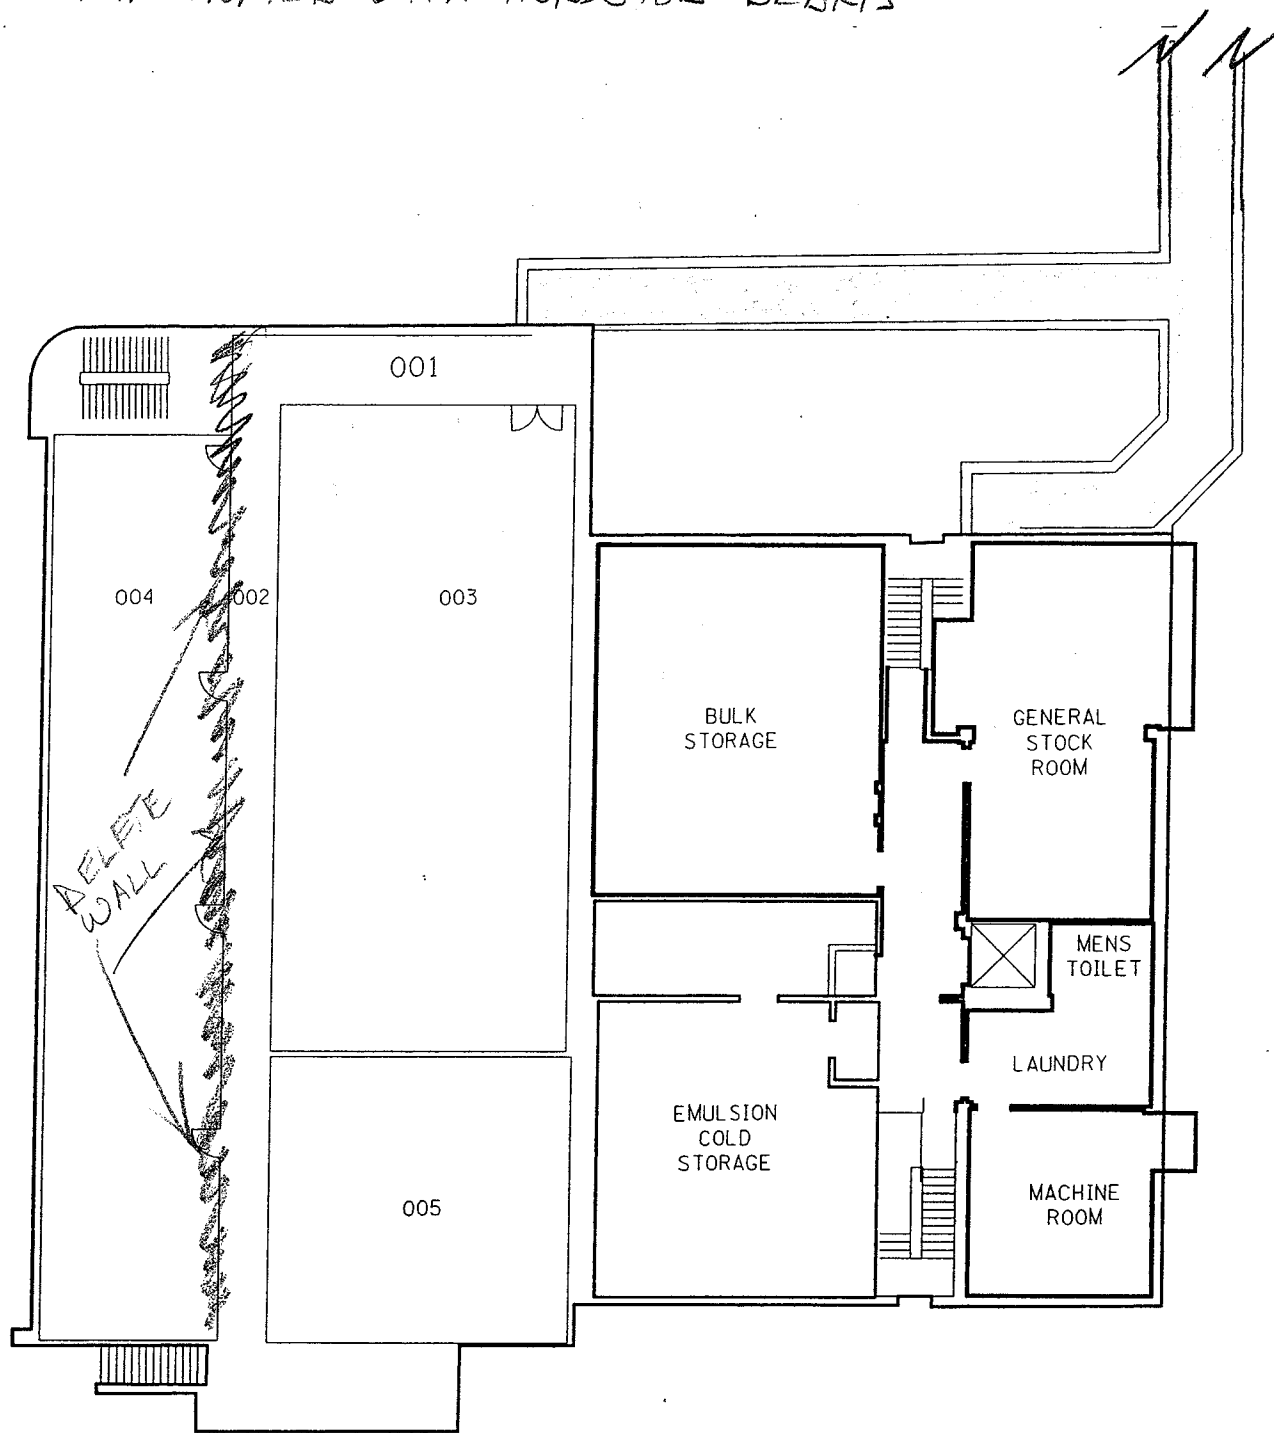 DEBRIS
001
004
002
003
BULK
STORAGE
GENERAL
STOCK
ROOM
DELETE
WALL
MENS
TOILET
LAUNDRY
EMULSION
COLD
STORAGE
MACHINE
ROOM
005